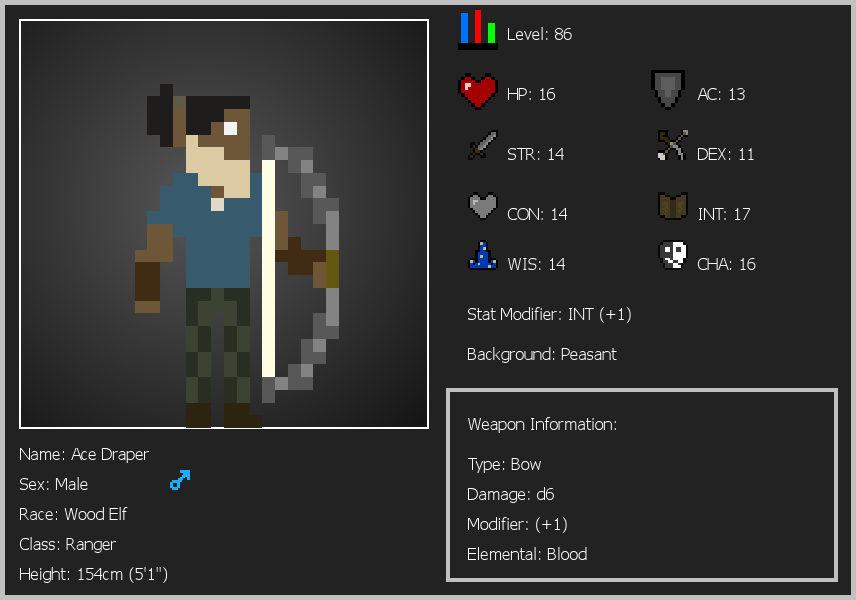 Level: 86
HP: 16
AC: 13
STR: 14
DEX: 11
CON: 14
INT: 17
WIS: 14
CHA: 16
Stat Modifier: INT (+1)
Background: Peasant
Weapon Information:
Type: Bow
Damage: d6
Modifier: (+1)
Elemental: Blood
Name: Ace Draper
Sex: Male
Race: Wood Elf
Class: Ranger
Height: 154cm (5'1")